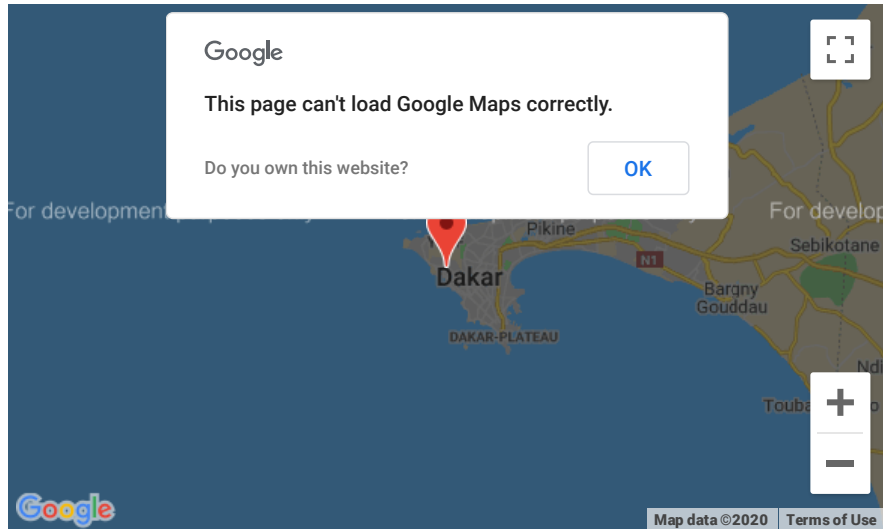 Google
This page can't load Google Maps correctly.
Do you own this website?
OK
For development
For develop
Pikine
Sebikotane
N1
Dakar
Bargny
Gouddau
DAKAR-PLATEAU
Ndi
Touba
Google
Map data ©2020
Terms of Use